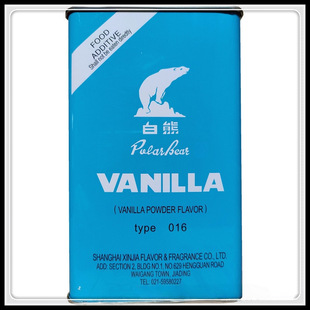 FOOD
ADDITIVE
Shall not be eaten directly
白熊
PolarBear
VANILLA
( VANILLA POWDER FLAVOR )
type 016
SHANGHAI XINJIA FLAVOR & FRAGRANCE CO., LTD.
ADD. SECTION 2, BLDG NO.1 NO.629 HENGGUAN ROAD
WAIGANG TOWN, JIADING
TEL: 021-59580227